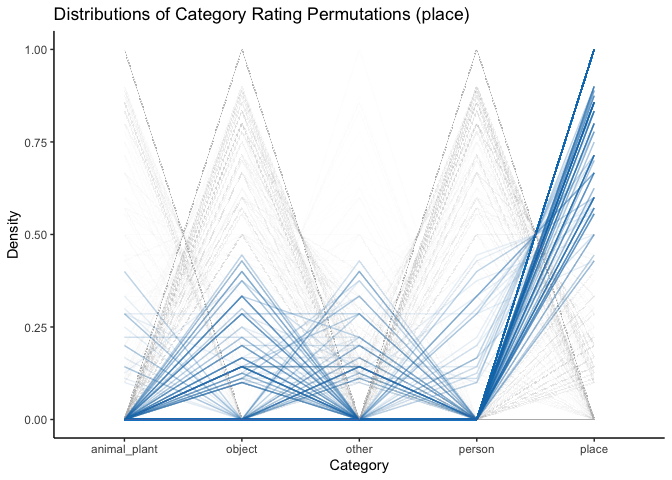 Distributions of Category Rating Permutations (place)
1.00
0.75
0.50
0.25
0.00
Density
animal_plant object other person place
Category